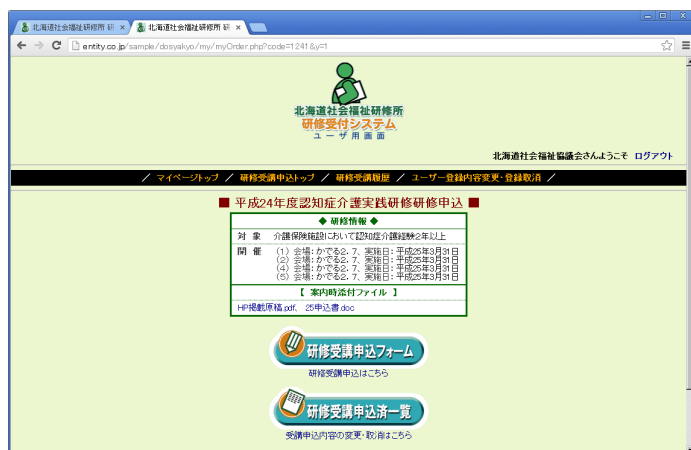 北海道社会福祉研修所 研
北海道社会福祉研修所 研
entity.co.jp/sample/dosyakyo/my/myOrder.php?code=1241&y=1
北海道社会福祉研修所
研修受付システム
ユーザ用画面
北海道社会福祉協議会さんようこそ ログアウト
／ マイページトップ ／ 研修受講申込トップ ／ 研修受講履歴 ／ ユーザー登録内容変更・登録取消 ／
■ 平成24年度認知症介護実践研修研修申込 ■
◆ 研修情報 ◆
対 象 介護保険施設において認知症介護経験2年以上
開 催 （1） 会場：かでる2．7、実施日：平成25年3月31日
（2） 会場：かでる2．7、実施日：平成25年3月31日
（4） 会場：かでる2．7、実施日：平成25年3月31日
（5） 会場：かでる2．7、実施日：平成25年3月31日
【 案内時添付ファイル 】
HP掲載原稿.pdf、 25申込書.doc
研修受講申込フォーム
研修受講申込はこちら
研修受講申込済一覧
受講申込内容の変更・取消はこちら